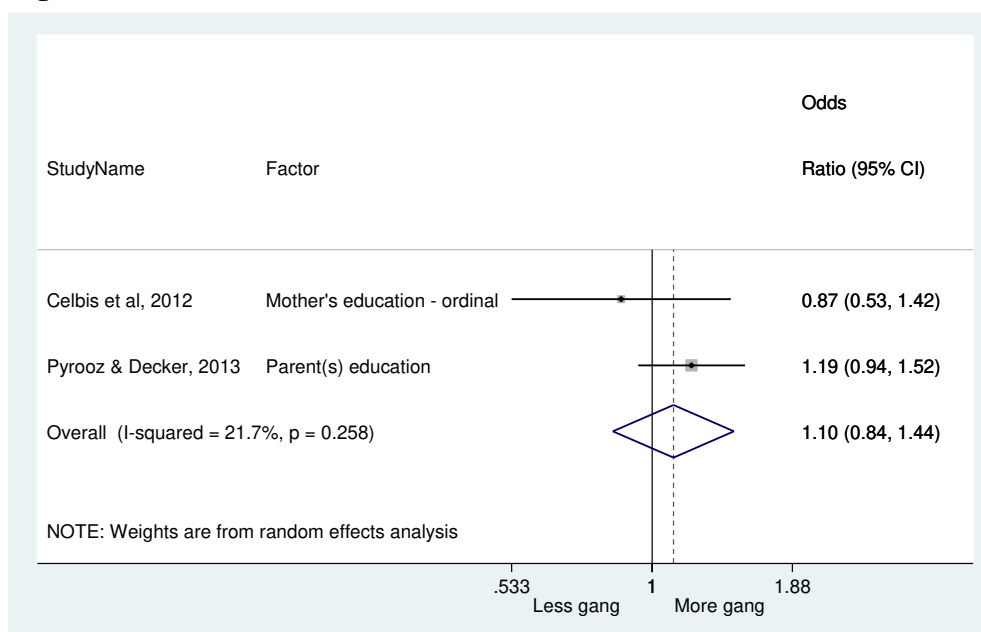 Odds
StudyName Factor Ratio (95% CI)
Celbis et al, 2012 Mother's education - ordinal 0.87 (0.53, 1.42)
Pyrooz & Decker, 2013 Parent(s) education 1.19 (0.94, 1.52)
Overall (I-squared = 21.7%, p = 0.258) 1.10 (0.84, 1.44)
NOTE: Weights are from random effects analysis
.533 1 1.88
Less gang More gang